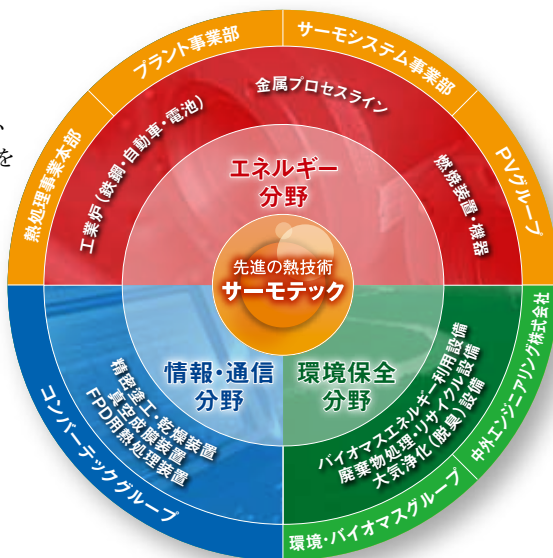 プラント事業部
サーモシステム事業部
熱処理事業本部
PVグループ
、
を
工業炉(鉄鋼・自動車・電池)
金属プロセスライン
燃焼装置・機器
エネルギー
分野
先進の熱技術
サーモテック
情報・通信
分野
環境保全
分野
精密塗工・乾燥装置
真空成膜装置
FPD用熱処理装置
バイオマスエネルギー利用設備
廃棄物処理・リサイクル設備
大気浄化(脱臭)設備
コンバーテックグループ
環境・バイオマスグループ
中外エンジニアリング株式会社